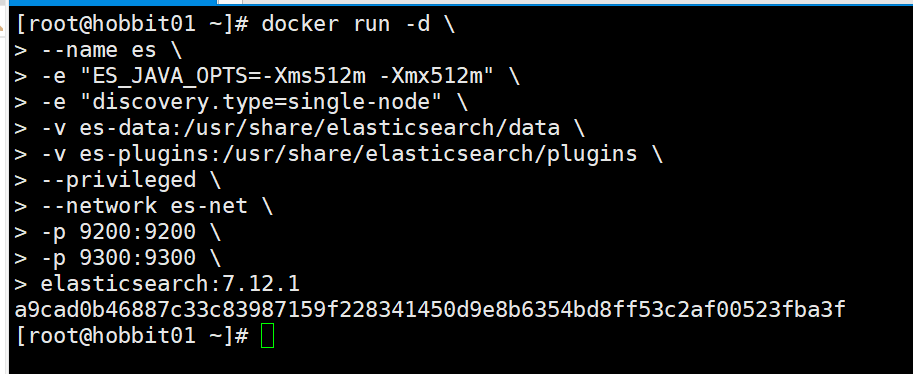 [root@hobbit01 ~]# docker run -d \
> --name es \
> -e "ES_JAVA_OPTS=-Xms512m -Xmx512m" \
> -e "discovery.type=single-node" \
> -v es-data:/usr/share/elasticsearch/data \
> -v es-plugins:/usr/share/elasticsearch/plugins \
> --privileged \
> --network es-net \
> -p 9200:9200 \
> -p 9300:9300 \
> elasticsearch:7.12.1
a9cad0b46887c33c83987159f228341450d9e8b6354bd8ff53c2af00523fba3f
[root@hobbit01 ~]#